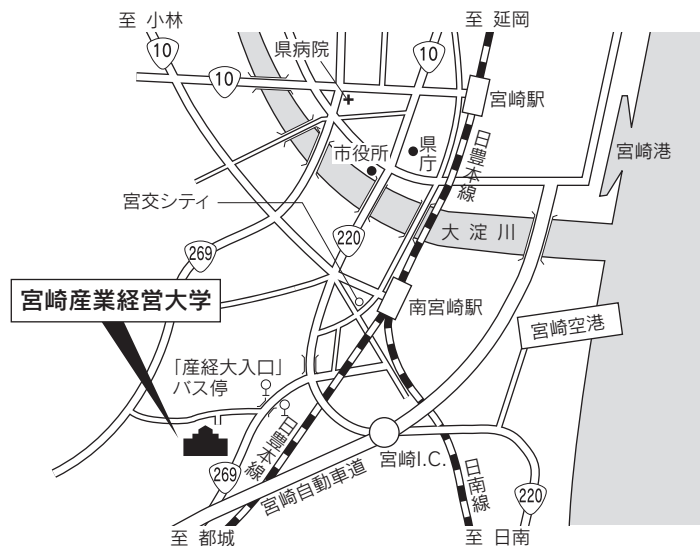 至 小林
至 延岡
10
10
10
県病院
宮崎駅
日豊本線
宮崎港
市役所
県庁
宮交シティ
220
大淀川
269
宮崎産業経営大学
南宮崎駅
宮崎空港
「産経大入口」
バス停
日豊本線
宮崎I.C.
269
宮崎自動車道
日南線
220
至 都城
至 日南